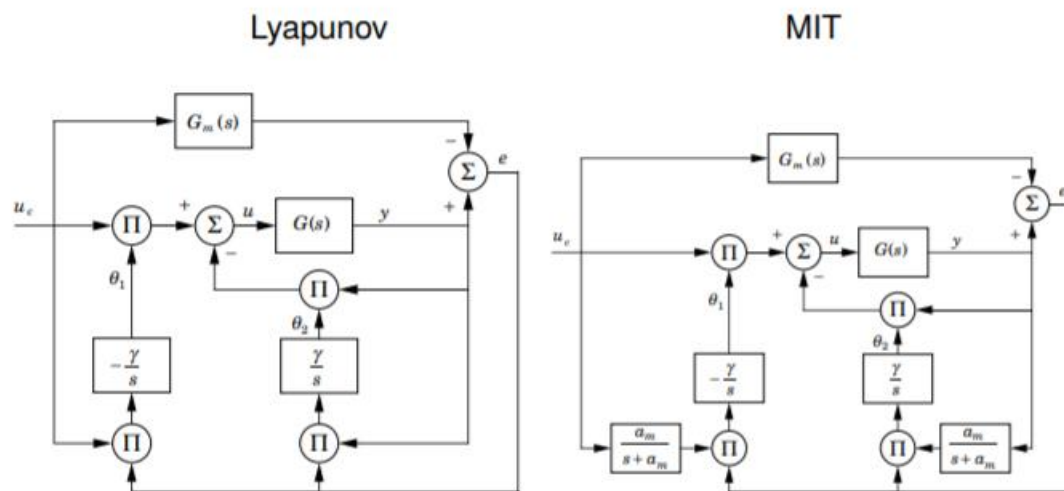 Lyapunov
G_m(s)
−
e
Σ
+
u_c
Π
+
Σ
u
G(s)
y
−
θ_1
Π
θ_2
− γ/s
γ/s
Π
Π
MIT
G_m(s)
−
e
Σ
+
u_c
Π
+
Σ
u
G(s)
y
−
θ_1
Π
θ_2
− γ/s
γ/s
a_m/(s + a_m)
Π
Π
a_m/(s + a_m)